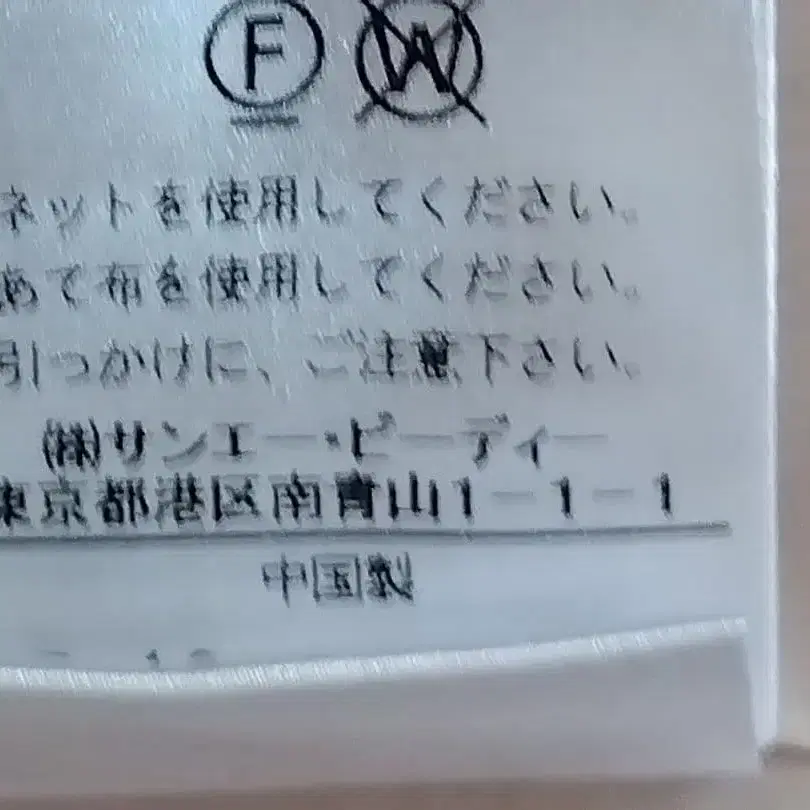 F W
ネットを使用してください。
あて布を使用してください。
引っかけに、ご注意下さい。
(株)サンエー・ビーディー
東京都港区南青山1-1-1
中国製